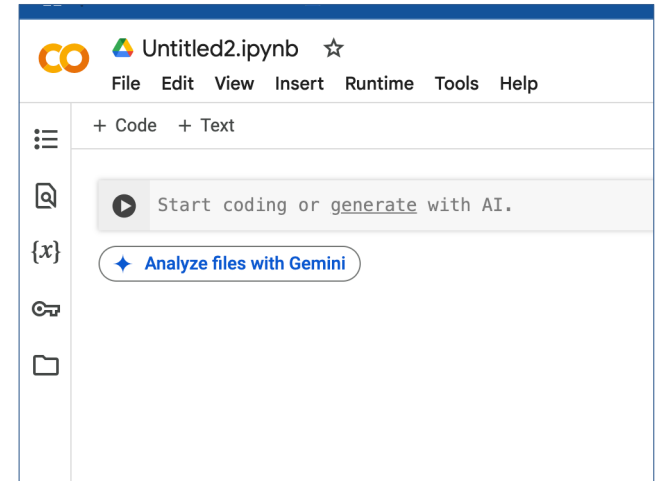 Untitled2.ipynb
File Edit View Insert Runtime Tools Help
+ Code + Text
Start coding or generate with AI.
{x}
Analyze files with Gemini